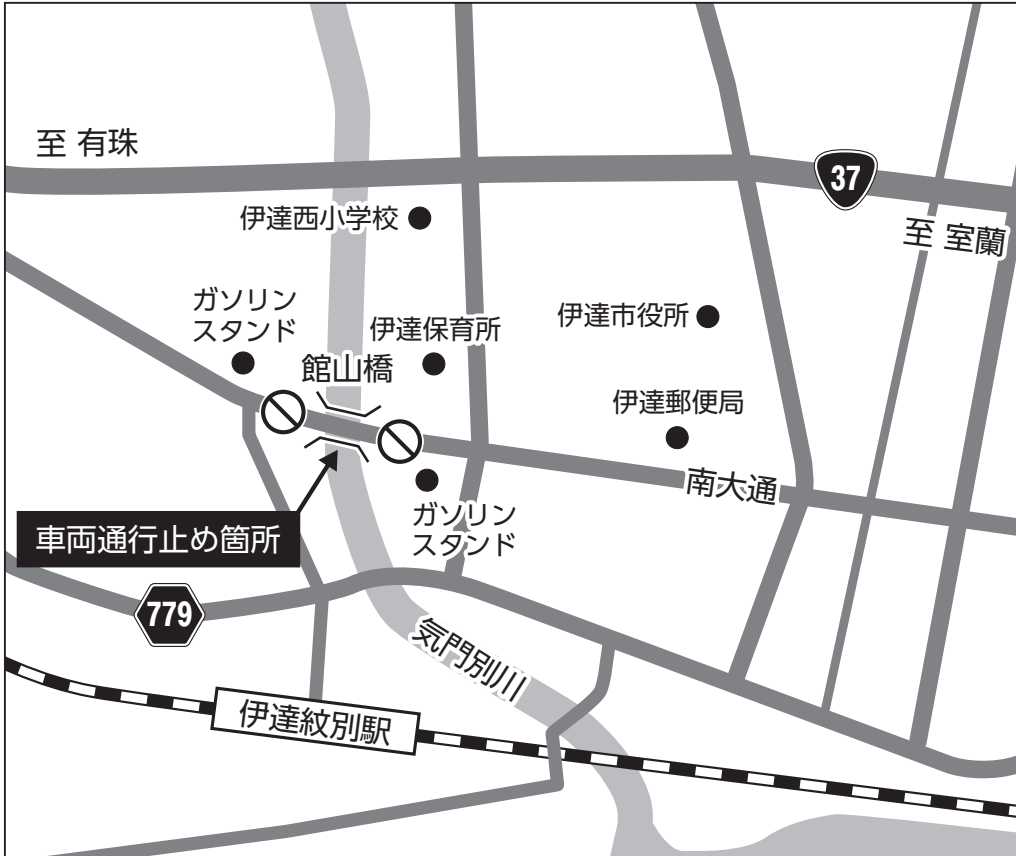 至 有珠
37
伊達西小学校
至 室蘭
ガソリン
スタンド
伊達保育所
伊達市役所
館山橋
伊達郵便局
南大通
ガソリン
スタンド
車両通行止め箇所
779
気門別川
伊達紋別駅